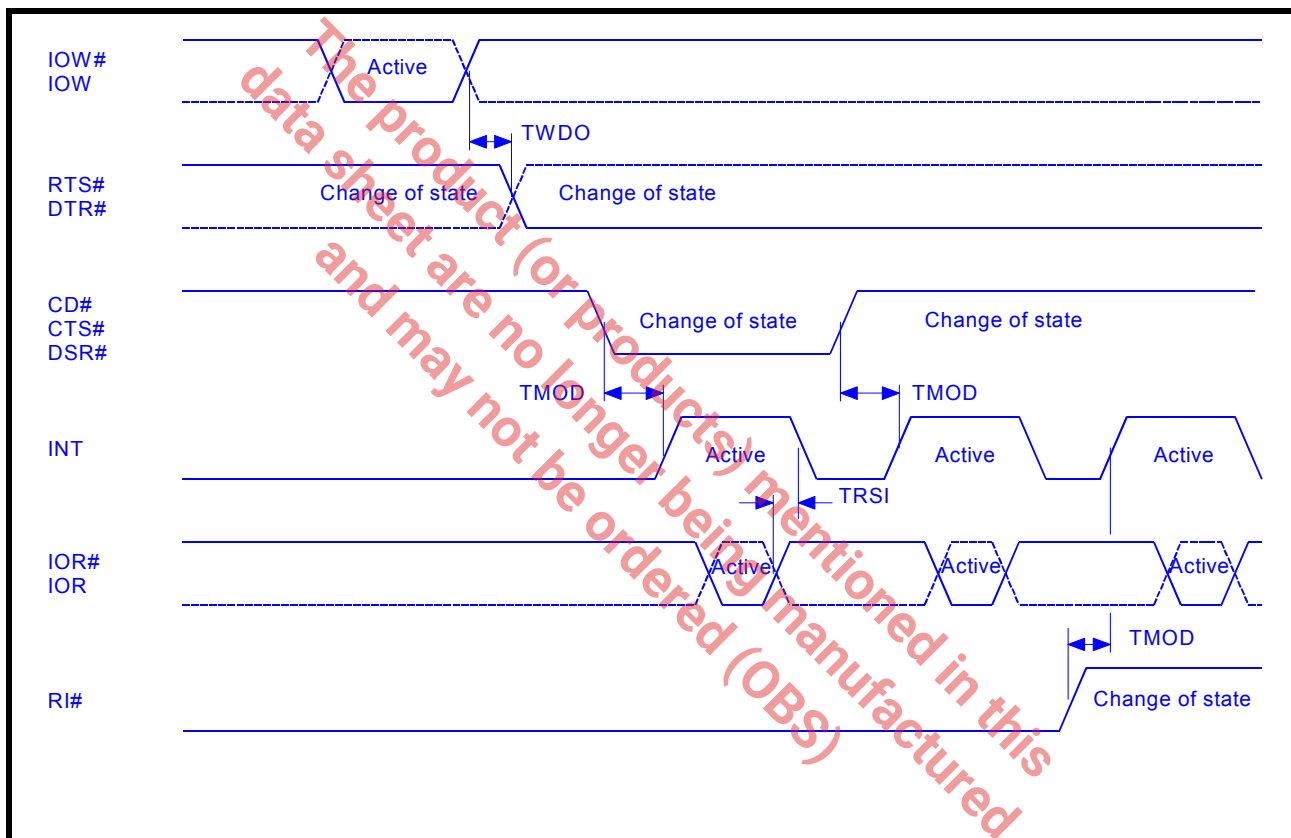 IOW#
IOW
Active
TWDO
RTS#
DTR#
Change of state
Change of state
CD#
CTS#
DSR#
Change of state
Change of state
TMOD
TMOD
INT
Active
Active
Active
TRSI
IOR#
IOR
Active
Active
Active
TMOD
RI#
Change of state
The product (or products) mentioned in this
data sheet are no longer being manufactured
and may not be ordered (OBS)